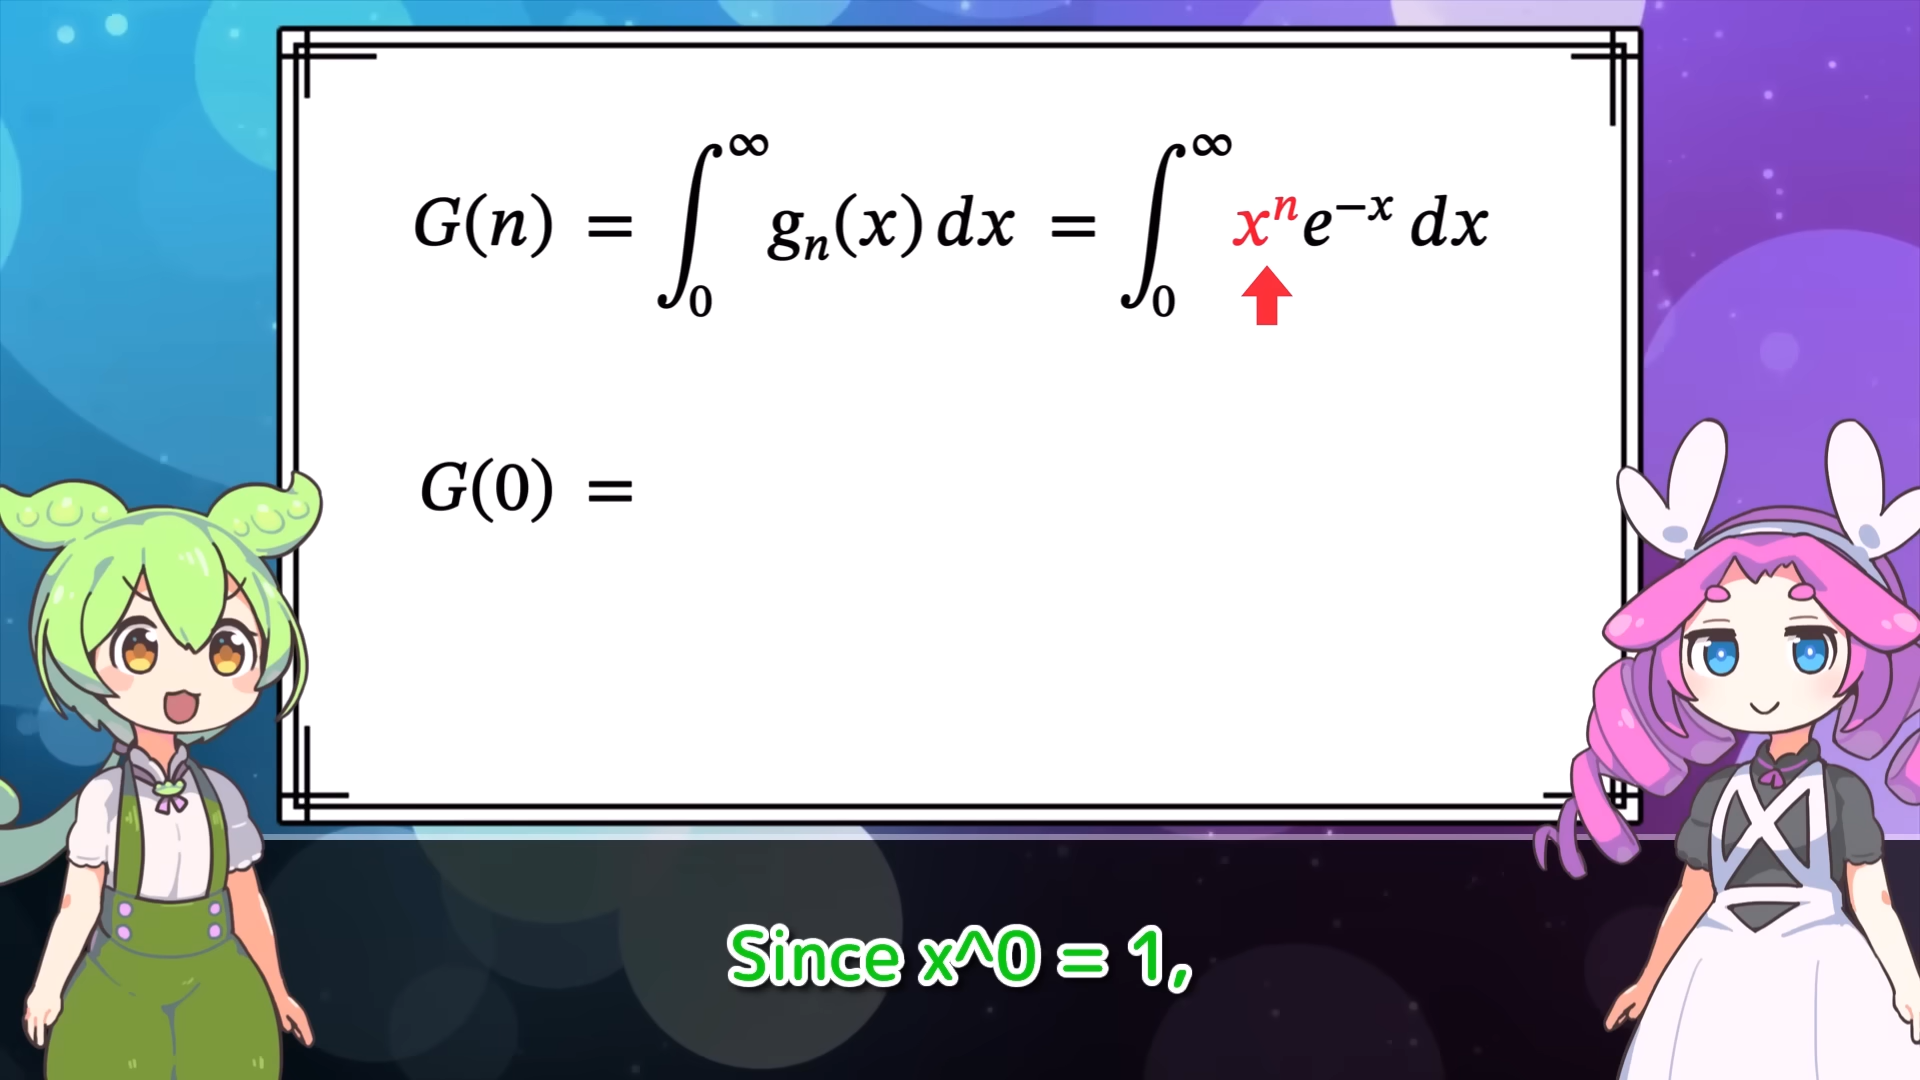 G(n) = ∫₀^∞ gₙ(x) dx = ∫₀^∞ xⁿe⁻ˣ dx
G(0) =
Since x^0 = 1,